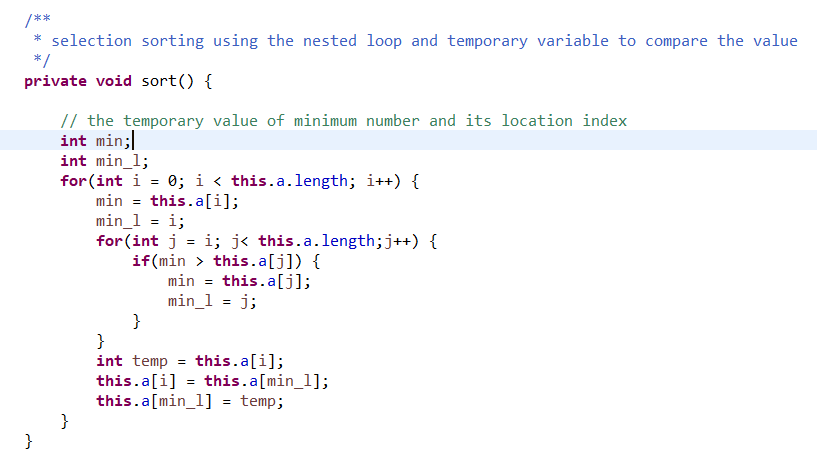 /**
 * selection sorting using the nested loop and temporary variable to compare the value
 */
private void sort() {
// the temporary value of minimum number and its location index
int min;
int min_l;
for(int i = 0; i < this.a.length; i++) {
min = this.a[i];
min_l = i;
for(int j = i; j< this.a.length;j++) {
if(min > this.a[j]) {
min = this.a[j];
min_l = j;
}
}
int temp = this.a[i];
this.a[i] = this.a[min_l];
this.a[min_l] = temp;
}
}